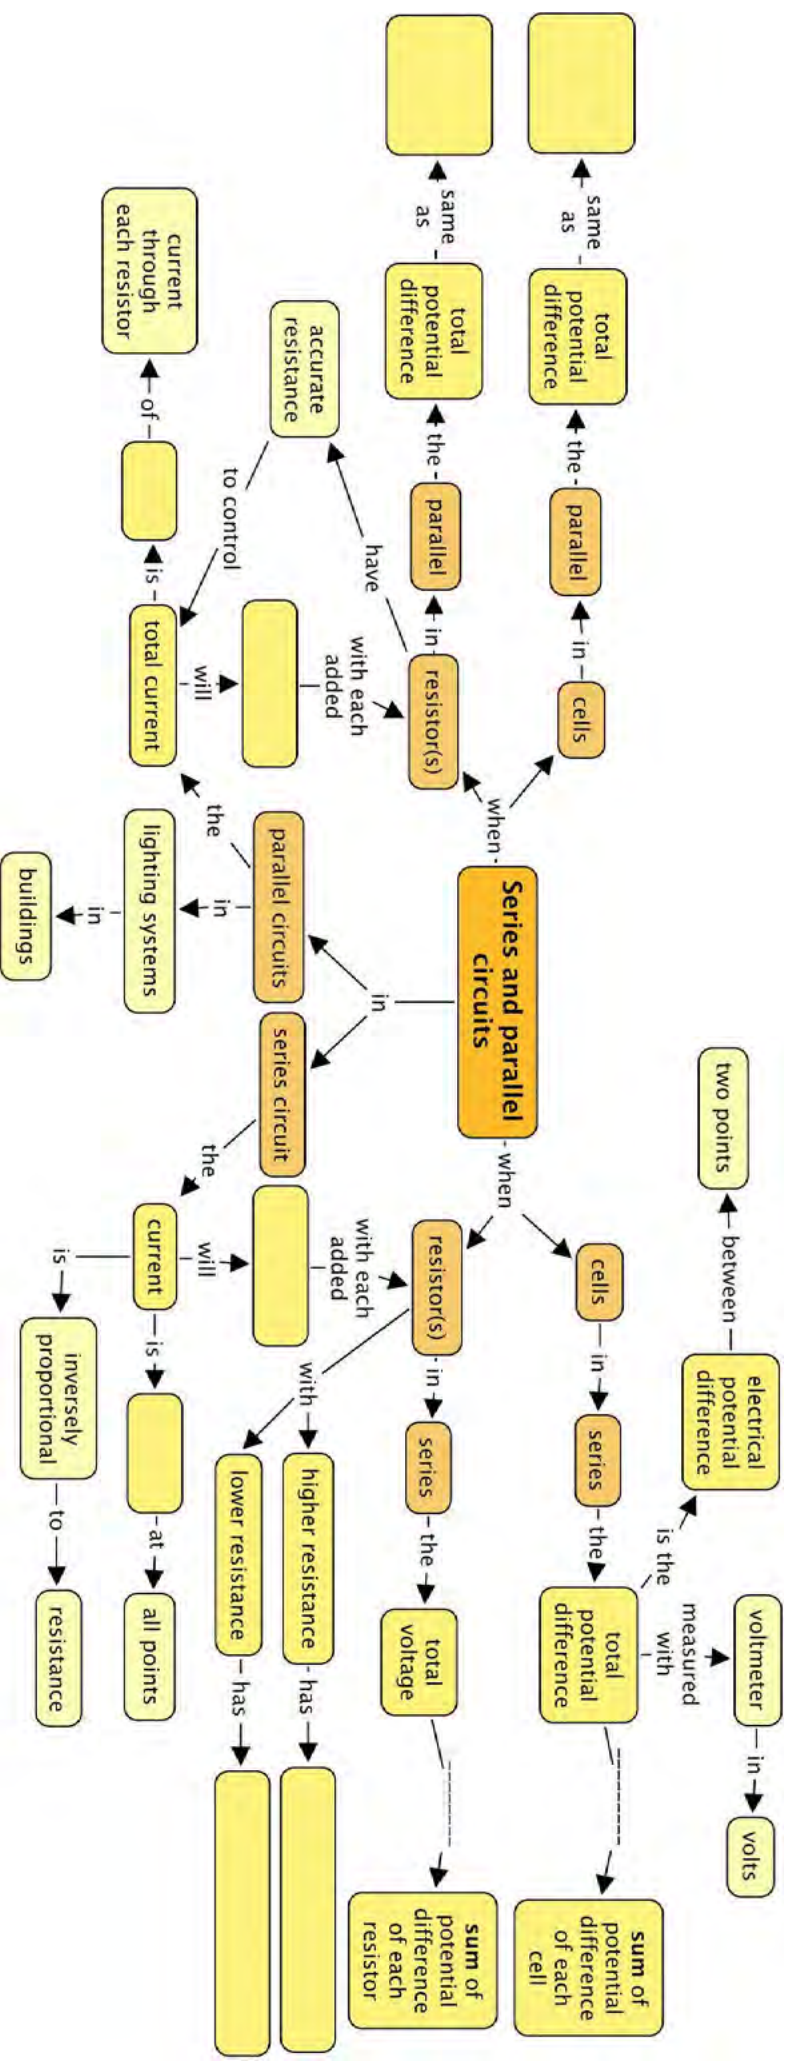 Series and parallel
circuits
when
cells
in
parallel
the
total
potential
difference
same
as
resistor(s)
in
parallel
the
total
potential
difference
same
as
have
accurate
resistance
to control
when
cells
in
series
the
total
potential
difference
is the
electrical
potential
difference
between
two points
measured
with
voltmeter
in
volts
sum of
potential
difference
of each
cell
resistor(s)
in
series
the
total
voltage
sum of
potential
difference
of each
resistor
with
higher resistance
has
lower resistance
has
in
parallel circuits
the
total current
will
with each
added
is
of
current
through
each resistor
in
lighting systems
in
buildings
series circuit
the
current
will
with each
added
is
at
all points
is
inversely
proportional
to
resistance